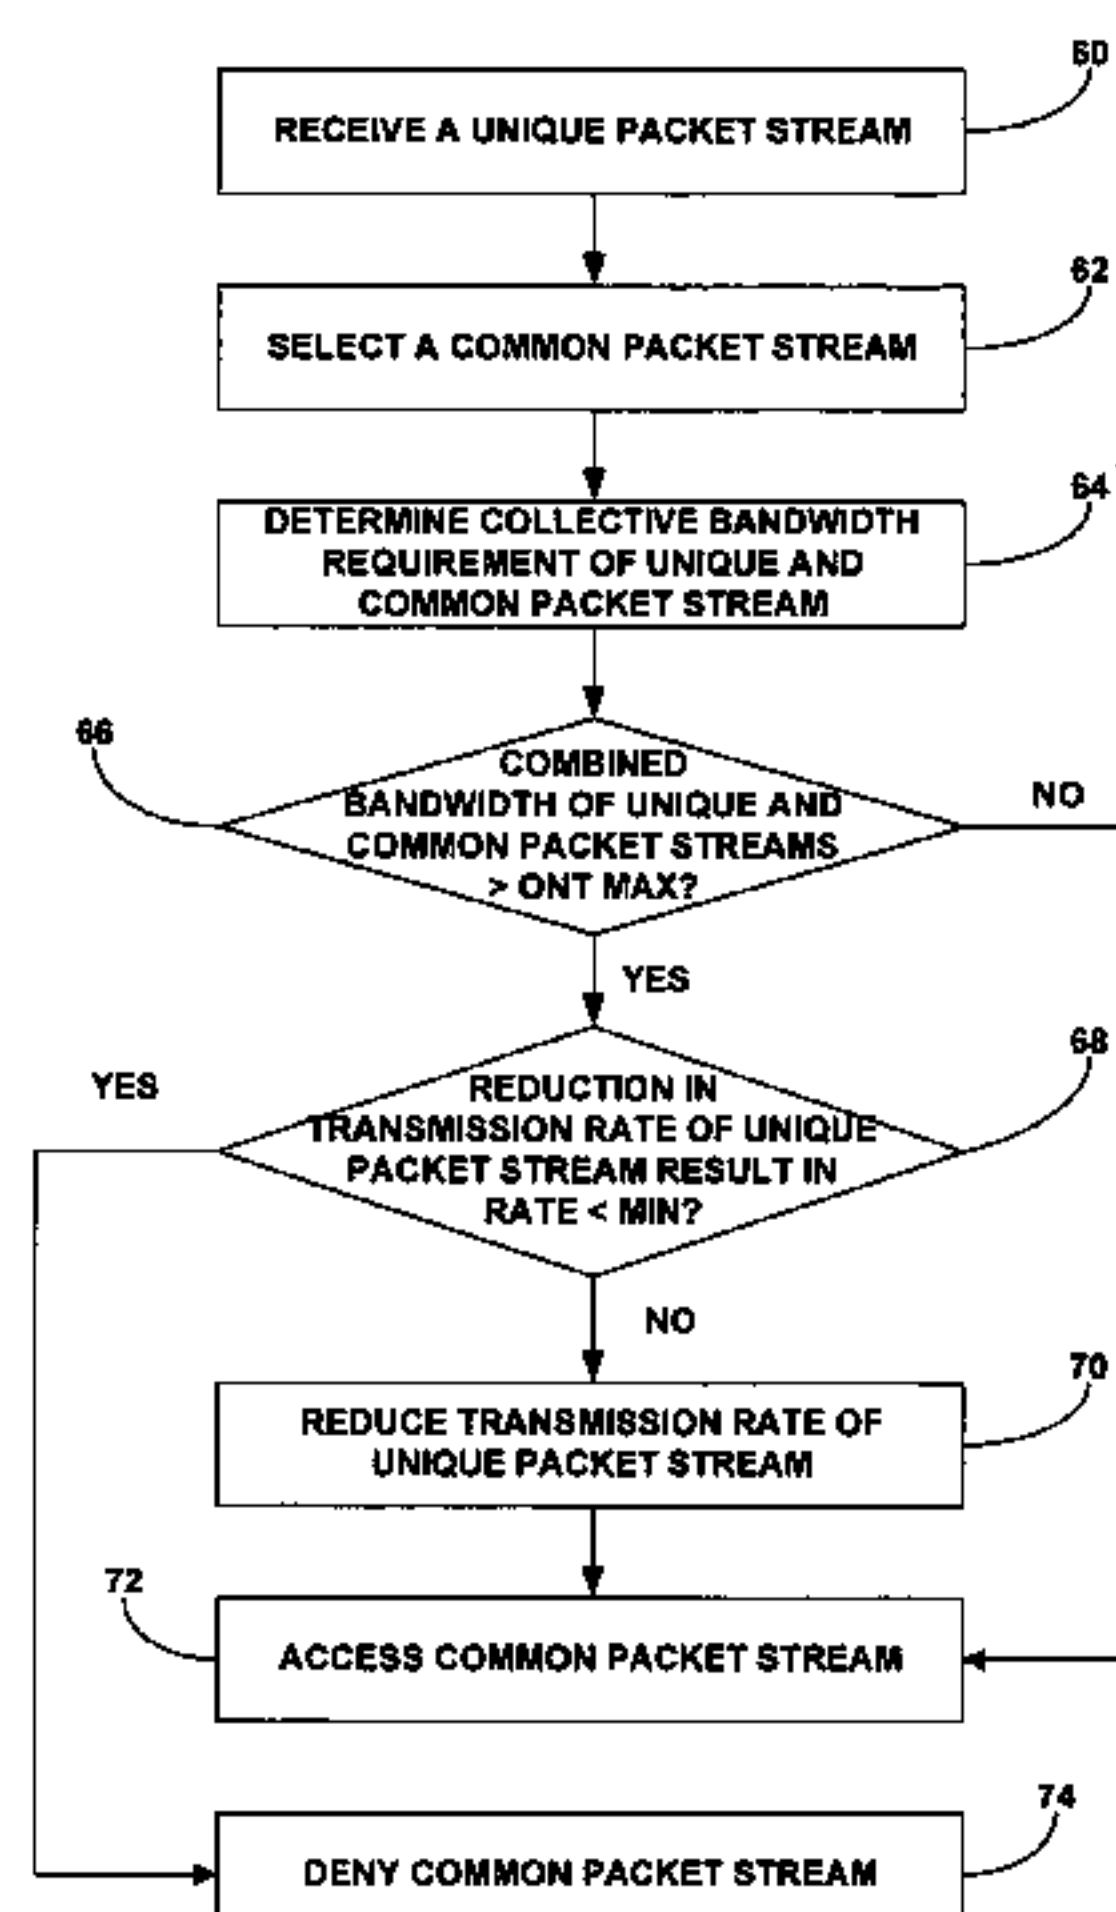 60
RECEIVE A UNIQUE PACKET STREAM
62
SELECT A COMMON PACKET STREAM
64
DETERMINE COLLECTIVE BANDWIDTH
REQUIREMENT OF UNIQUE AND
COMMON PACKET STREAM
66
COMBINED
BANDWIDTH OF UNIQUE AND
COMMON PACKET STREAMS
> ONT MAX?
NO
YES
68
YES
REDUCTION IN
TRANSMISSION RATE OF UNIQUE
PACKET STREAM RESULT IN
RATE < MIN?
NO
70
REDUCE TRANSMISSION RATE OF
UNIQUE PACKET STREAM
72
ACCESS COMMON PACKET STREAM
74
DENY COMMON PACKET STREAM